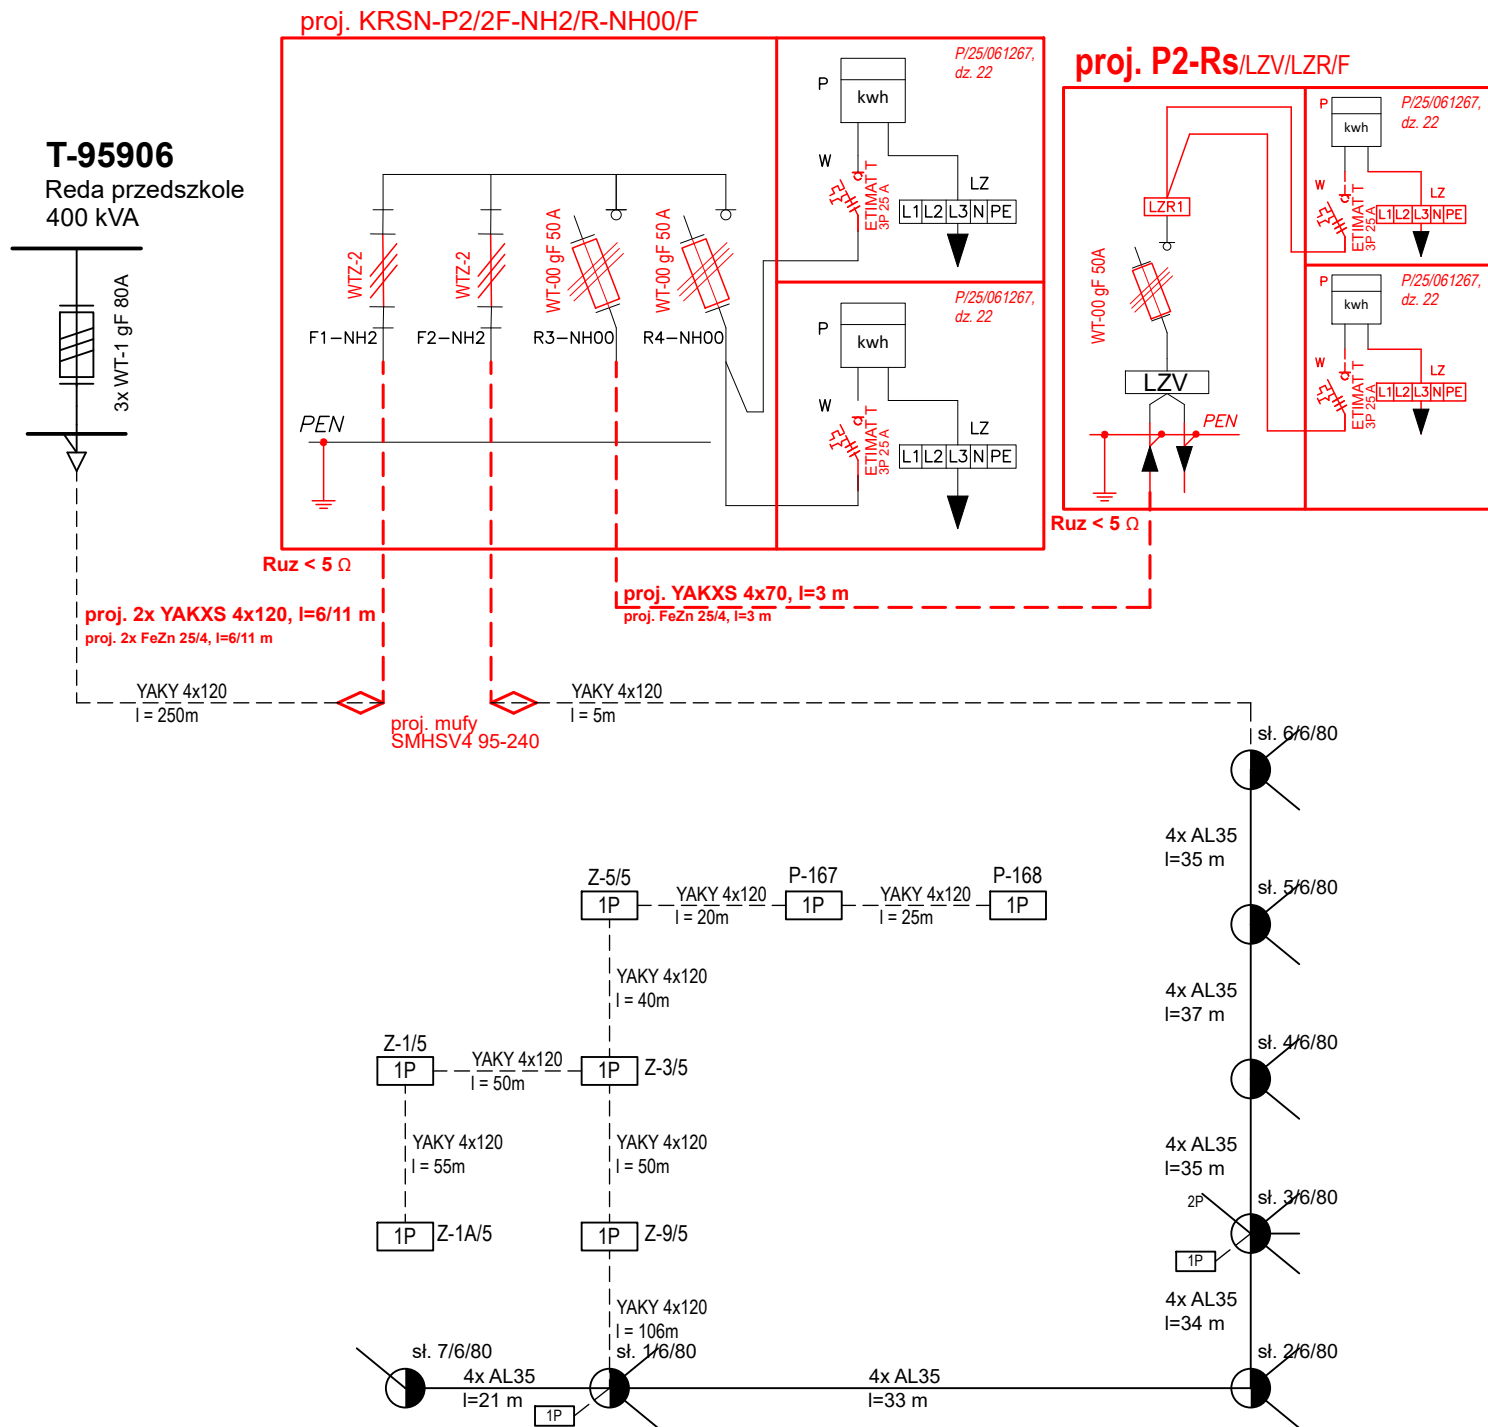 proj. KRSN-P2/2F-NH2/R-NH00/F
T-95906
Reda przedszkole
400 kVA
3x WT-1 gF 80A
WTZ-2
WTZ-2
WT-00 gF 50 A
WT-00 gF 50 A
F1-NH2
F2-NH2
R3-NH00
R4-NH00
PEN
P/25/061267,
dz. 22
P
kwh
W
ETIMAT T
3P 25 A
LZ
L1 L2 L3 N PE
P/25/061267,
dz. 22
P
kwh
W
ETIMAT T
3P 25 A
LZ
L1 L2 L3 N PE
Ruz < 5 Ω
proj. P2-Rs/LZV/LZR/F
LZR1
WT-00 gF 50A
LZV
PEN
P/25/061267,
dz. 22
P
kwh
W
ETIMAT T
3P 25 A
LZ
L1 L2 L3 N PE
P/25/061267,
dz. 22
P
kwh
W
ETIMAT T
3P 25 A
LZ
L1 L2 L3 N PE
Ruz < 5 Ω
proj. 2x YAKXS 4x120, l=6/11 m
proj. 2x FeZn 25/4, l=6/11 m
proj. YAKXS 4x70, l=3 m
proj. FeZn 25/4, l=3 m
YAKY 4x120
l = 250m
proj. mufy
SMHSV4 95-240
YAKY 4x120
l = 5m
sł. 6/6/80
4x AL35
l=35 m
sł. 5/6/80
4x AL35
l=37 m
sł. 4/6/80
4x AL35
l=35 m
2P
sł. 3/6/80
1P
4x AL35
l=34 m
sł. 2/6/80
Z-5/5
1P
YAKY 4x120
l = 20m
P-167
1P
YAKY 4x120
l = 25m
P-168
1P
YAKY 4x120
l = 40m
Z-1/5
1P
YAKY 4x120
l = 50m
1P
Z-3/5
YAKY 4x120
l = 55m
YAKY 4x120
l = 50m
1P
Z-1A/5
1P
Z-9/5
YAKY 4x120
l = 106m
sł. 7/6/80
4x AL35
l=21 m
sł. 1/6/80
1P
4x AL35
l=33 m